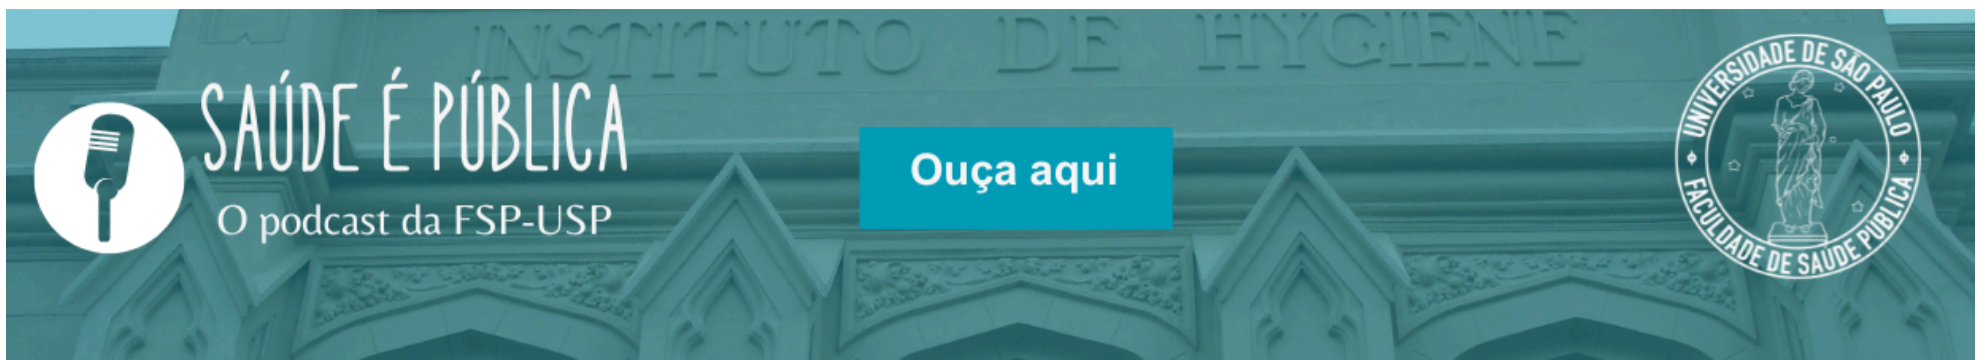 INSTITUTO DE HYGIENE
SAÚDE É PÚBLICA
O podcast da FSP-USP
Ouça aqui
UNIVERSIDADE DE SÃO PAULO
FACULDADE DE SAÚDE PÚBLICA